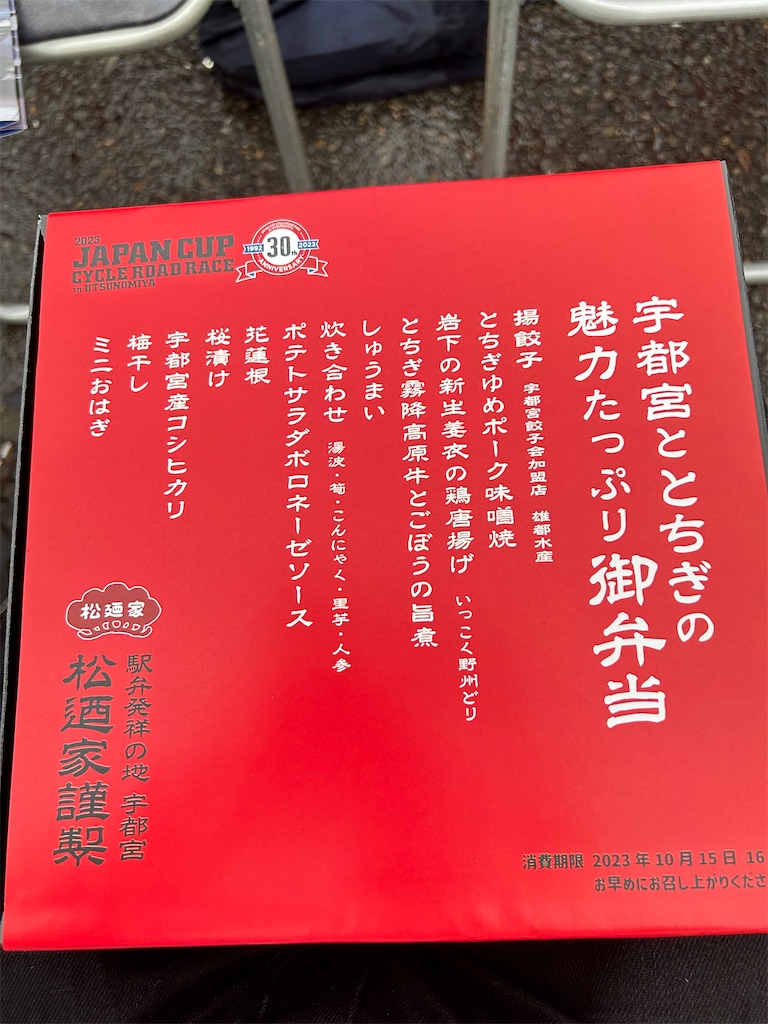 2023
JAPAN CUP
CYCLE ROAD RACE
in UTSUNOMIYA
1992
30th
2023
ANNIVERSARY
宇都宮ととちぎの
魅力たっぷり御弁当
揚餃子 宇都宮餃子会加盟店 雄都水産
とちぎゆめポーク味噌焼
岩下の新生姜衣の鶏唐揚げ いっこく野州どり
とちぎ霧降高原牛とごぼうの旨煮
しゅうまい
炊き合わせ 湯波・筍・こんにゃく・里芋・人参
ポテトサラダボロネーゼソース
花蓮根
桜漬け
宇都宮産コシヒカリ
梅干し
ミニおはぎ
松廼家
駅弁発祥の地 宇都宮
松廼家謹製
消費期限 2023年10月15日 16
お早めにお召し上がりくださ